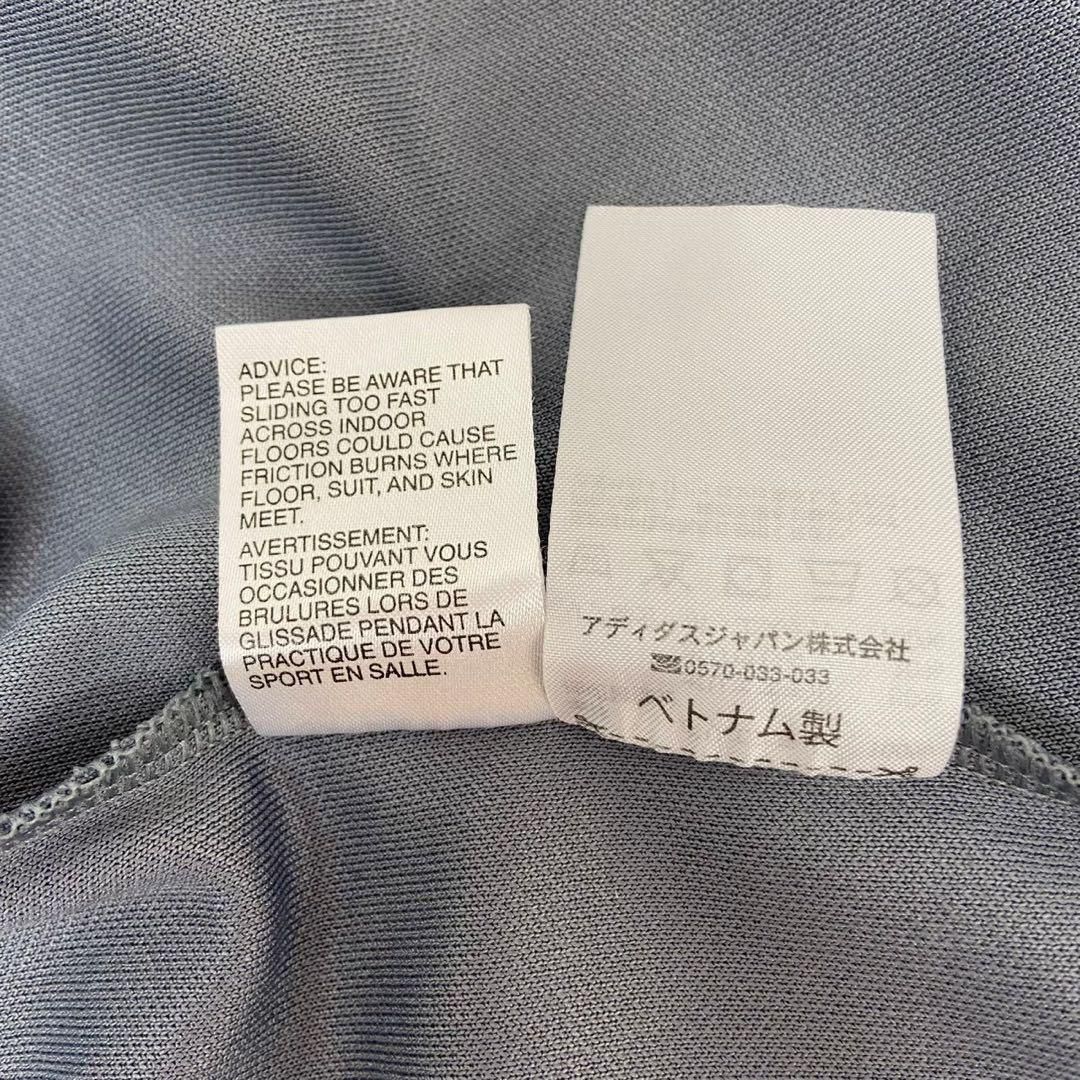 ADVICE:
PLEASE BE AWARE THAT
SLIDING TOO FAST
ACROSS INDOOR
FLOORS COULD CAUSE
FRICTION BURNS WHERE
FLOOR, SUIT, AND SKIN
MEET.
AVERTISSEMENT:
TISSU POUVANT VOUS
OCCASIONNER DES
BRULURES LORS DE
GLISSADE PENDANT LA
PRACTIQUE DE VOTRE
SPORT EN SALLE.
アディダスジャパン株式会社
0570-033-033
ベトナム製